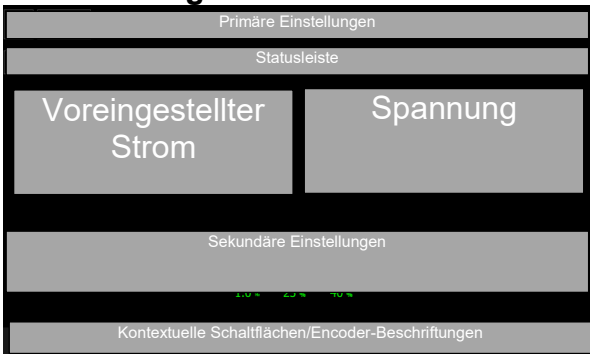 Primäre Einstellungen
Statusleiste
Voreingestellter
Strom
Spannung
Sekundäre Einstellungen
Kontextuelle Schaltflächen/Encoder-Beschriftungen